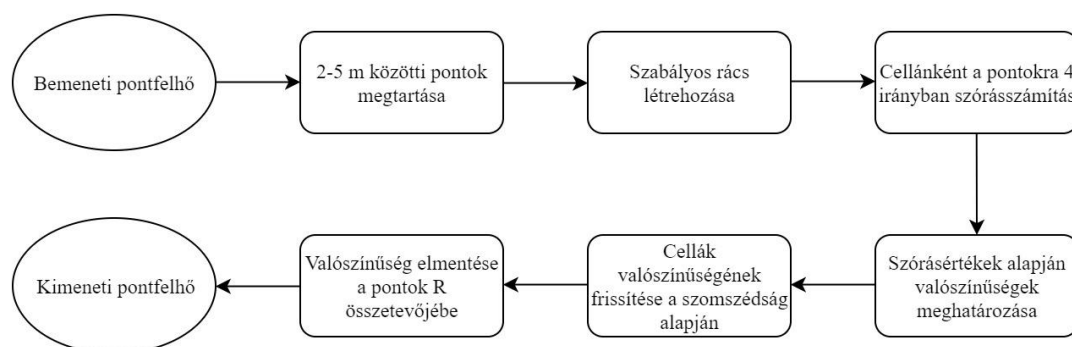 Bemeneti pontfelhő
2-5 m közötti pontok
megtartása
Szabályos rács
létrehozása
Cellánként a pontokra 4
irányban szórásszámítás
Szórásértékek alapján
valószínűségek
meghatározása
Cellák
valószínűségének
frissítése a szomszédság
alapján
Valószínűség elmentése
a pontok R
összetevőjébe
Kimeneti pontfelhő